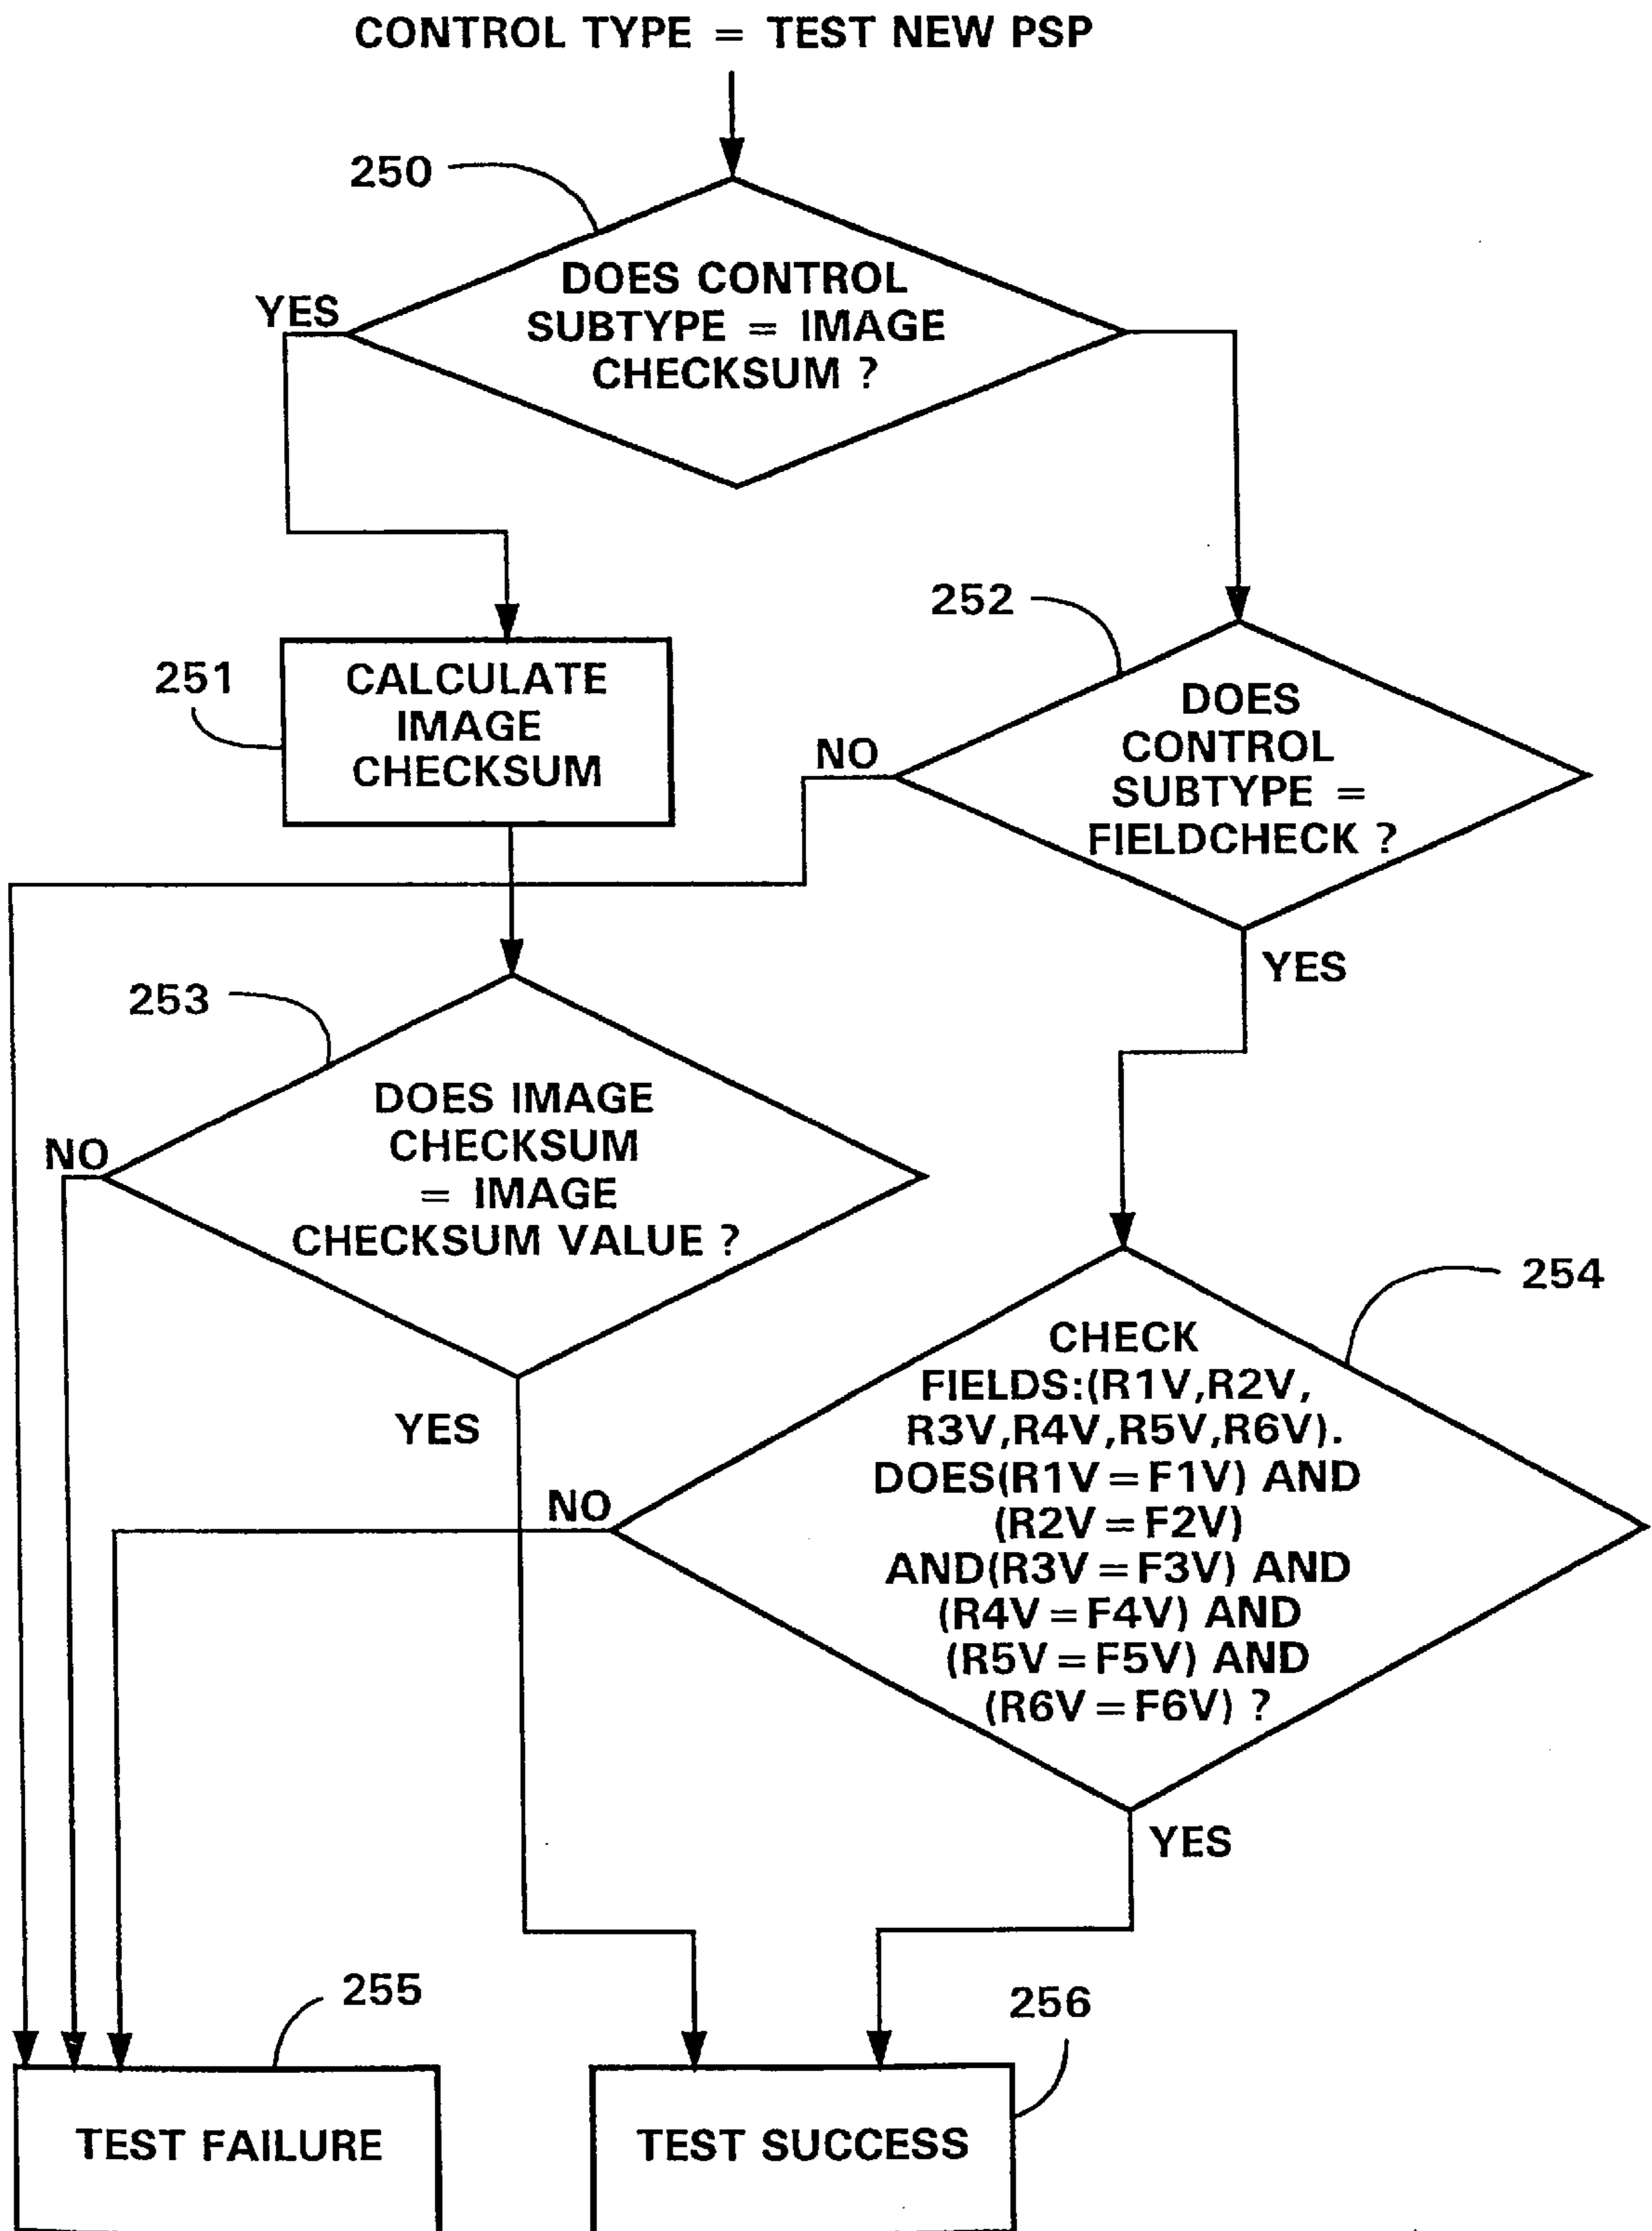 CONTROL TYPE = TEST NEW PSP
250
DOES CONTROL
SUBTYPE = IMAGE
CHECKSUM ?
YES
252
251
CALCULATE
IMAGE
CHECKSUM
DOES
CONTROL
SUBTYPE =
FIELDCHECK ?
NO
YES
253
DOES IMAGE
CHECKSUM
= IMAGE
CHECKSUM VALUE ?
NO
YES
254
CHECK
FIELDS:(R1V,R2V,
R3V,R4V,R5V,R6V).
DOES(R1V=F1V) AND
(R2V=F2V)
AND(R3V=F3V) AND
(R4V=F4V) AND
(R5V=F5V) AND
(R6V=F6V) ?
NO
YES
255
256
TEST FAILURE
TEST SUCCESS